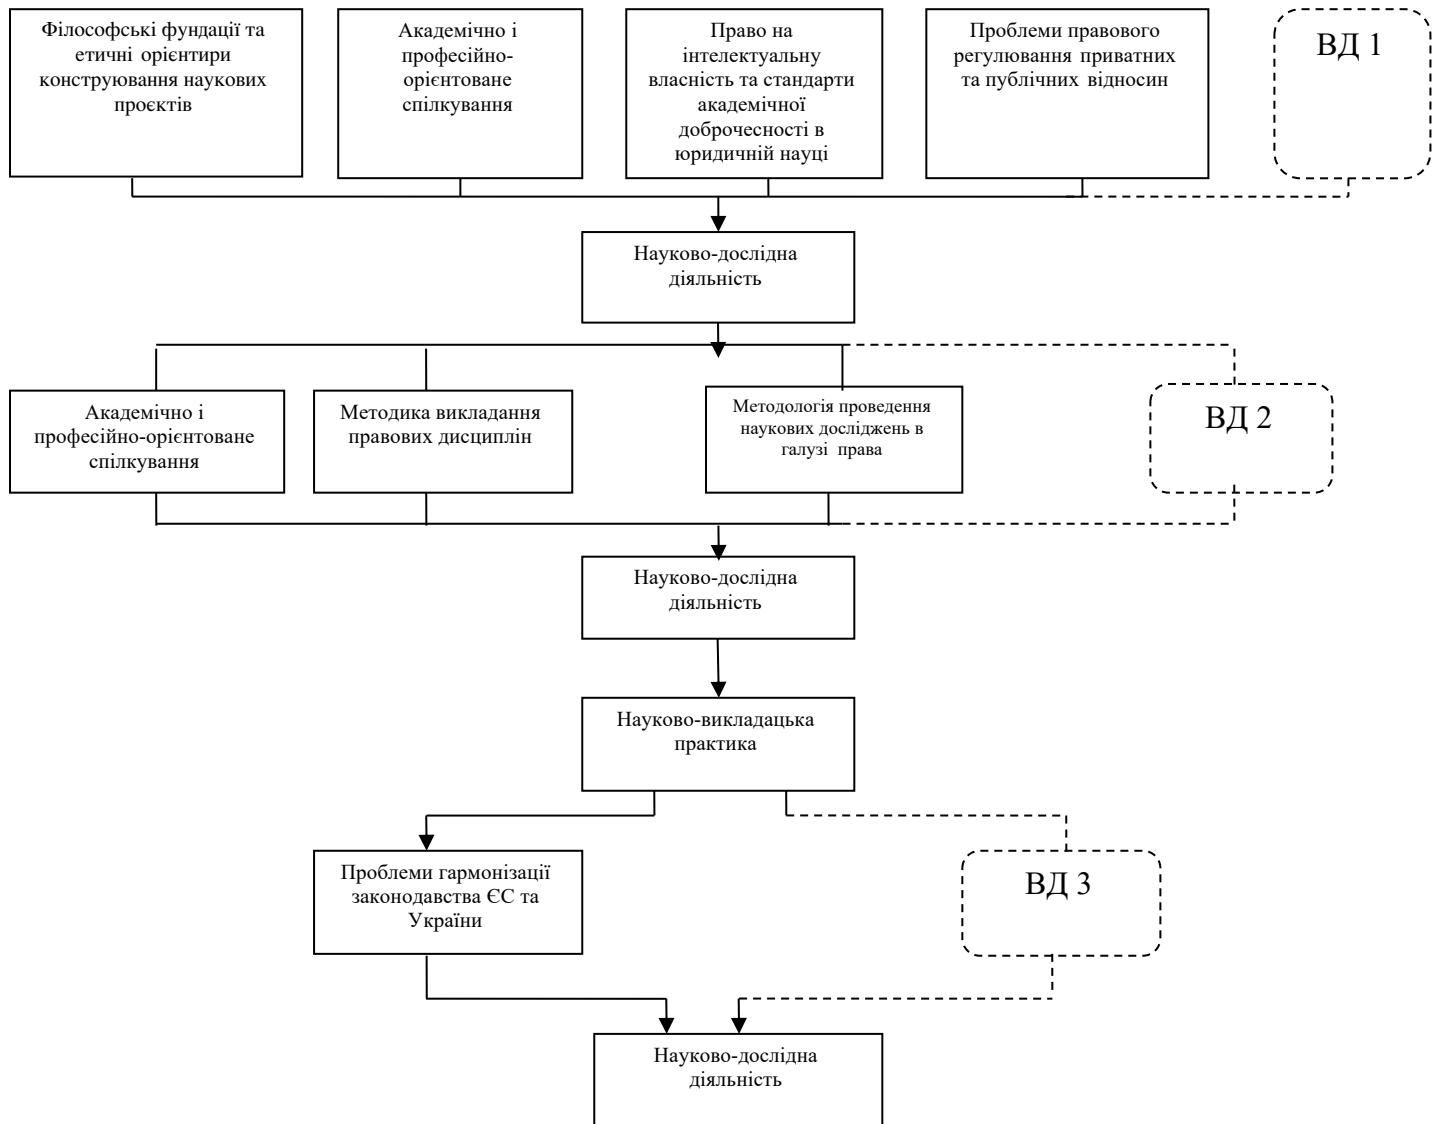 Філософські фундації та
етичні орієнтири
конструювання наукових
проєктів
Академічно і
професійно-
орієнтоване
спілкування
Право на
інтелектуальну
власність та стандарти
академічної
доброчесності в
юридичній науці
Проблеми правового
регулювання приватних
та публічних відносин
ВД 1
Науково-дослідна
діяльність
Академічно і
професійно-орієнтоване
спілкування
Методика викладання
правових дисциплін
Методологія проведення
наукових досліджень в
галузі права
ВД 2
Науково-дослідна
діяльність
Науково-викладацька
практика
Проблеми гармонізації
законодавства ЄС та
України
ВД 3
Науково-дослідна
діяльність